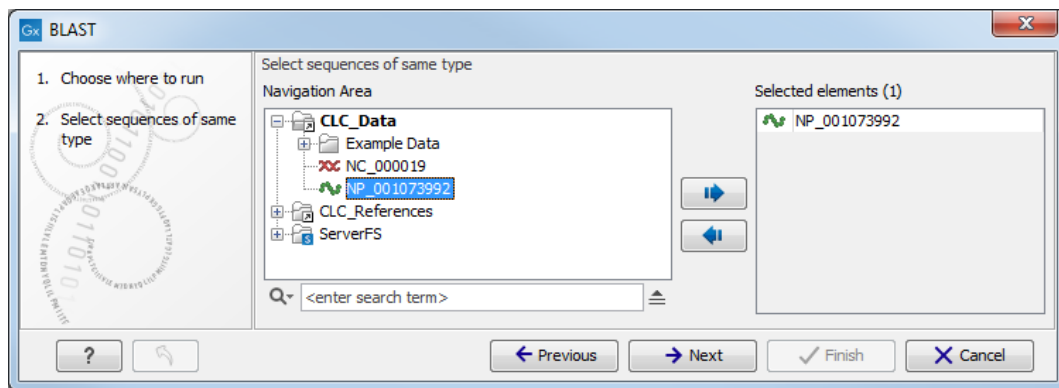 Gx BLAST
1. Choose where to run
2. Select sequences of same
type
Select sequences of same type
Navigation Area
CLC_Data
Example Data
NC_000019
NP_001073992
CLC_References
ServerFS
<enter search term>
Selected elements (1)
NP_001073992
?
Previous
Next
Finish
Cancel